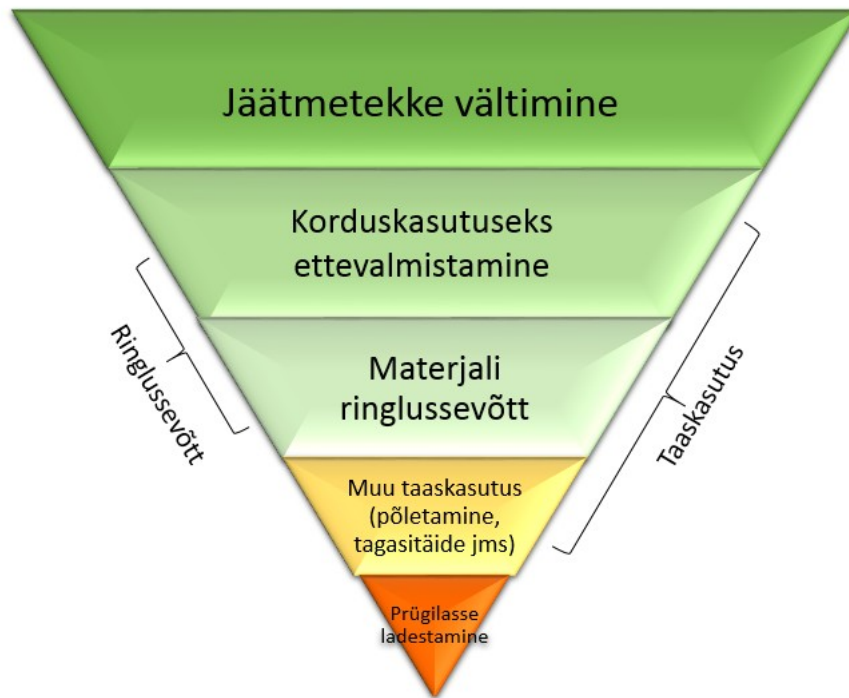 Jäätmetekke vältimine
Korduskasutuseks
ettevalmistamine
Ringlussevõtt
Taaskasutus
Materjali
ringlussevõtt
Muu taaskasutus
(põletamine,
tagasitäide jms)
Prügilasse
ladestamine